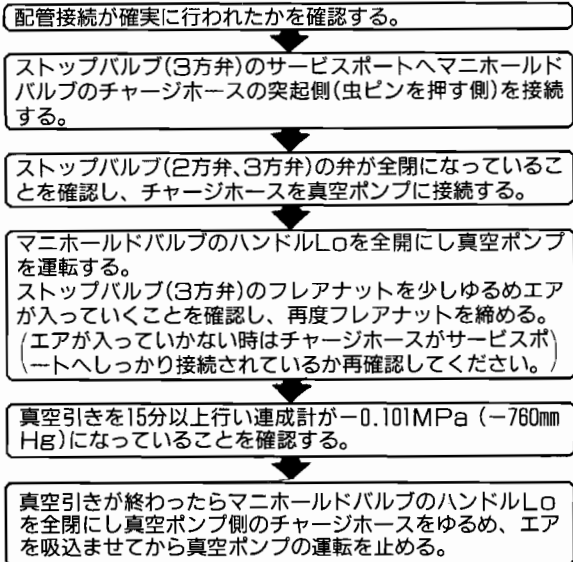 配管接続が確実に行われたかを確認する。
ストップバルブ(3方弁)のサービスポートへマニホールド
バルブのチャージホースの突起側(虫ピンを押す側)を接続
する。
ストップバルブ(2方弁、3方弁)の弁が全閉になっているこ
とを確認し、チャージホースを真空ポンプに接続する。
マニホールドバルブのハンドルLoを全開にし真空ポンプ
を運転する。
ストップバルブ(3方弁)のフレアナットを少しゆるめエア
が入っていくことを確認し、再度フレアナットを締める。
(エアが入っていかない時はチャージホースがサービスポ
ートへしっかり接続されているか再確認してください。)
真空引きを15分以上行い連成計が－0.101MPa (－760mm
Hg)になっていることを確認する。
真空引きが終わったらマニホールドバルブのハンドルLo
を全閉にし真空ポンプ側のチャージホースをゆるめ、エア
を吸込ませてから真空ポンプの運転を止める。